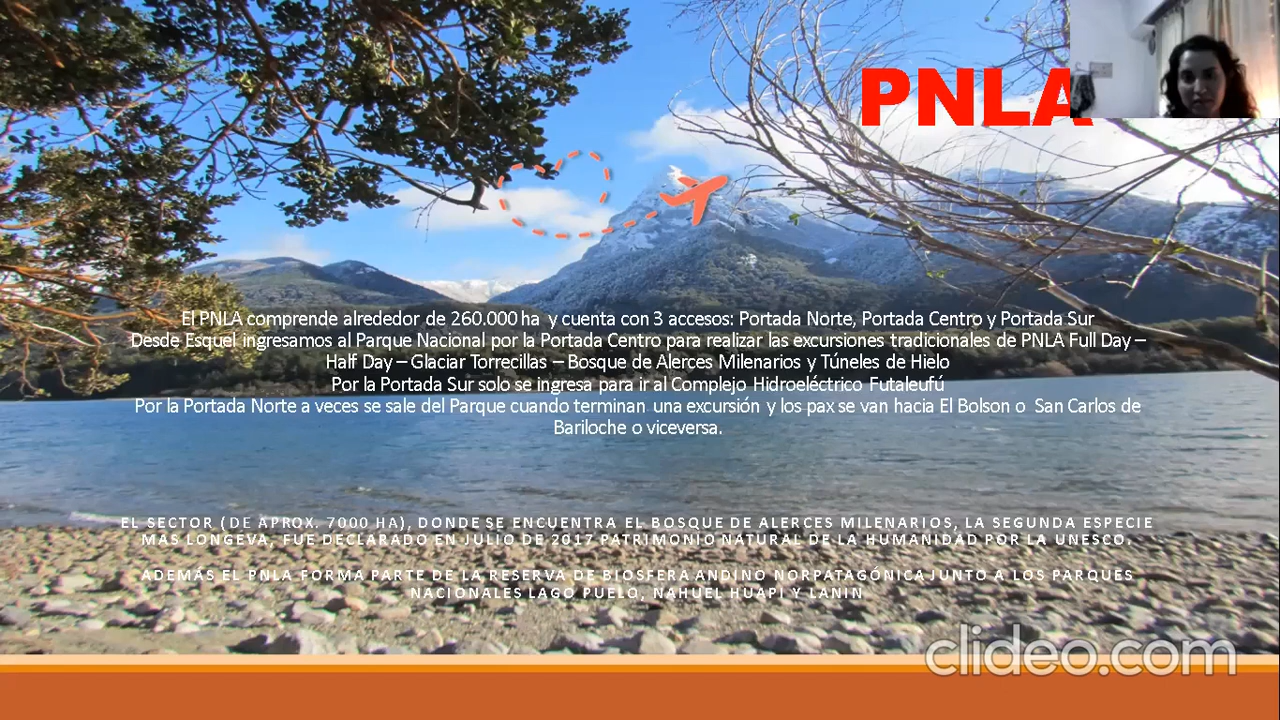 PNLA
El PNLA comprende alrededor de 260.000 ha y cuenta con 3 accesos: Portada Norte, Portada Centro y Portada Sur
Desde Esquel ingresamos al Parque Nacional por la Portada Centro para realizar las excursiones tradicionales de PNLA Full Day –
Half Day – Glaciar Torrecillas – Bosque de Alerces Milenarios y Túneles de Hielo
Por la Portada Sur solo se ingresa para ir al Complejo Hidroeléctrico Futaleufú
Por la Portada Norte a veces se sale del Parque cuando terminan una excursión y los pax se van hacia El Bolson o San Carlos de
Bariloche o viceversa.
EL SECTOR (DE APROX. 7000 HA), DONDE SE ENCUENTRA EL BOSQUE DE ALERCES MILENARIOS, LA SEGUNDA ESPECIE
MAS LONGEVA, FUE DECLARADO EN JULIO DE 2017 PATRIMONIO NATURAL DE LA HUMANIDAD POR LA UNESCO.
ADEMÁS EL PNLA FORMA PARTE DE LA RESERVA DE BIOSFERA ANDINO NORPATAGÓNICA JUNTO A LOS PARQUES
NACIONALES LAGO PUELO, NAHUEL HUAPI Y LANIN
clideo.com